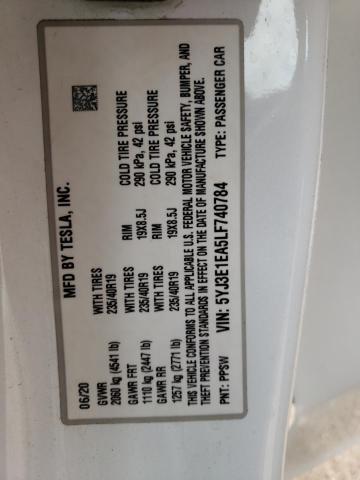 MFD BY TESLA, INC.
06/20
GVWR
2060 kg (4541 lb)
WITH TIRES
235/40R19
RIM
19X8.5J
COLD TIRE PRESSURE
290 kPa, 42 psi
GAWR FRT
1110 kg (2447 lb)
WITH TIRES
235/40R19
RIM
19X8.5J
COLD TIRE PRESSURE
290 kPa, 42 psi
GAWR RR
1257 kg (2771 lb)
THIS VEHICLE CONFORMS TO ALL APPLICABLE U.S. FEDERAL MOTOR VEHICLE SAFETY, BUMPER, AND
THEFT PREVENTION STANDARDS IN EFFECT ON THE DATE OF MANUFACTURE SHOWN ABOVE.
VIN: 5YJ3E1EA5LF740784
PNT: PPSW
TYPE: PASSENGER CAR